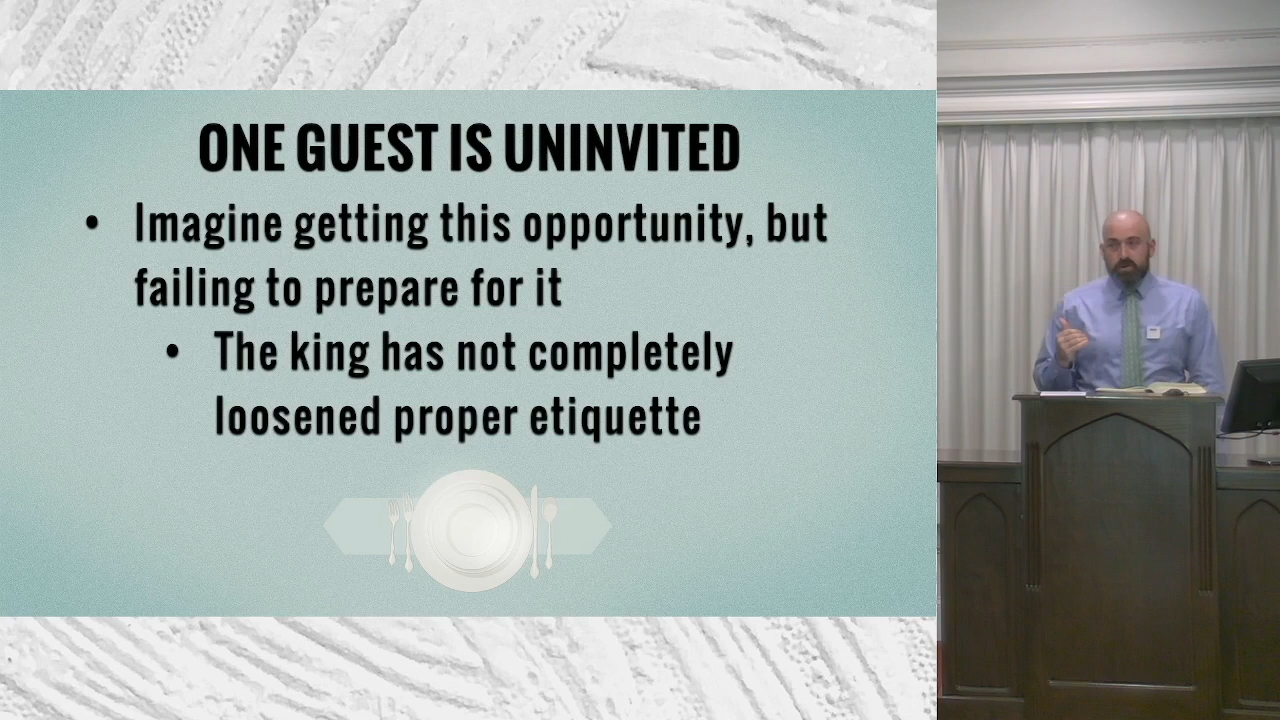 ONE GUEST IS UNINVITED
• Imagine getting this opportunity, but
failing to prepare for it
• The king has not completely
loosened proper etiquette